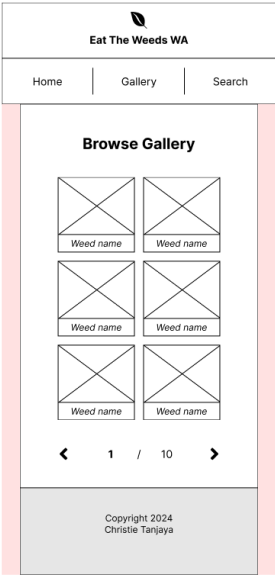 Eat The Weeds WA
Home Gallery Search
Browse Gallery
Weed name Weed name
Weed name Weed name
Weed name Weed name
1 / 10
Copyright 2024
Christie Tanjaya